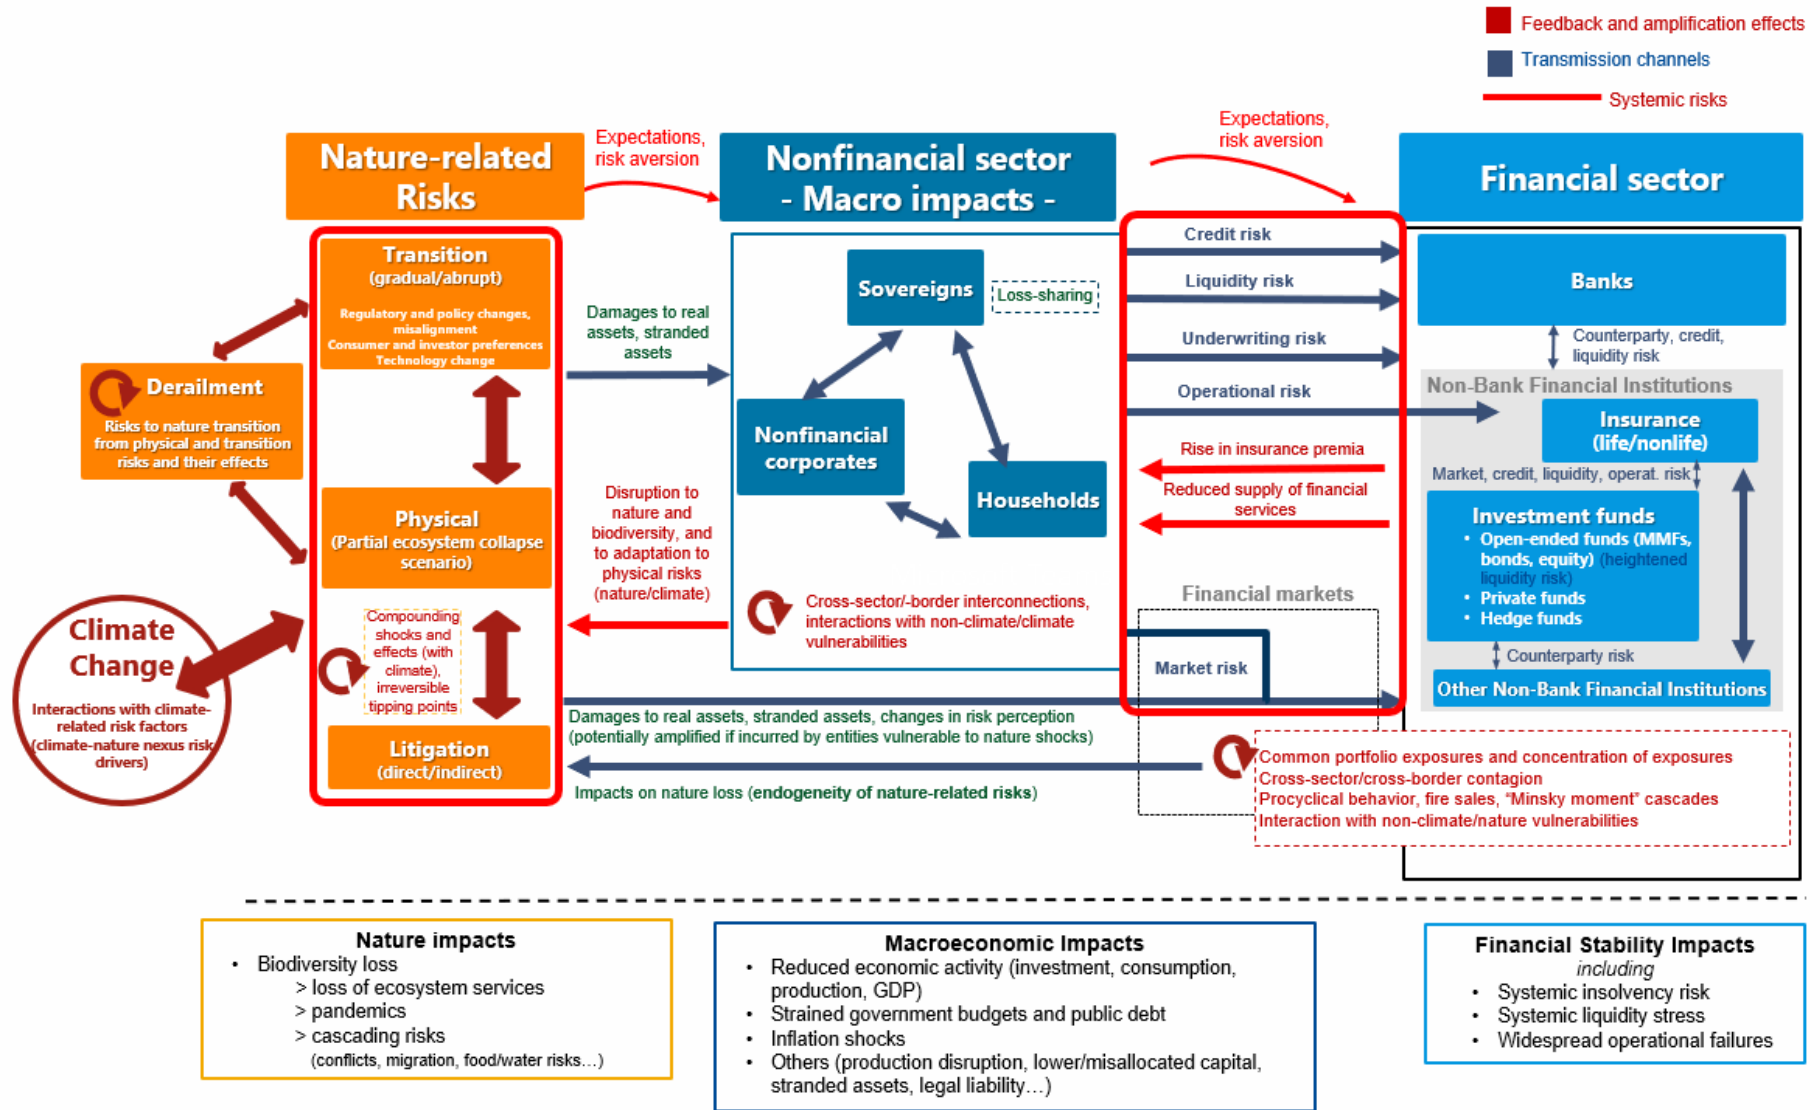 Feedback and amplification effects
Transmission channels
Systemic risks
Nature-related
Risks
Expectations,
risk aversion
Nonfinancial sector
- Macro impacts -
Expectations,
risk aversion
Financial sector
Transition
(gradual/abrupt)
Regulatory and policy changes,
misalignment
Consumer and investor preferences
Technology change
Derailment
Risks to nature transition
from physical and transition
risks and their effects
Physical
(Partial ecosystem collapse
scenario)
Climate
Change
Interactions with climate-
related risk factors
(climate-nature nexus risk
drivers)
Compounding
shocks and
effects (with
climate),
irreversible
tipping points
Litigation
(direct/indirect)
Damages to real
assets, stranded
assets
Disruption to
nature and
biodiversity, and
to adaptation to
physical risks
(nature/climate)
Sovereigns
Loss-sharing
Nonfinancial
corporates
Households
Cross-sector/-border interconnections,
interactions with non-climate/climate
vulnerabilities
Damages to real assets, stranded assets, changes in risk perception
(potentially amplified if incurred by entities vulnerable to nature shocks)
Impacts on nature loss (endogeneity of nature-related risks)
Credit risk
Liquidity risk
Underwriting risk
Operational risk
Rise in insurance premia
Reduced supply of financial
services
Financial markets
Market risk
Banks
Counterparty, credit,
liquidity risk
Non-Bank Financial Institutions
Insurance
(life/nonlife)
Market, credit, liquidity, operat. risk
Investment funds
• Open-ended funds (MMFs,
bonds, equity) (heightened
liquidity risk)
• Private funds
• Hedge funds
Counterparty risk
Other Non-Bank Financial Institutions
Common portfolio exposures and concentration of exposures
Cross-sector/cross-border contagion
Procyclical behavior, fire sales, “Minsky moment” cascades
Interaction with non-climate/nature vulnerabilities
Nature impacts
• Biodiversity loss
> loss of ecosystem services
> pandemics
> cascading risks
(conflicts, migration, food/water risks…)
Macroeconomic Impacts
• Reduced economic activity (investment, consumption,
production, GDP)
• Strained government budgets and public debt
• Inflation shocks
• Others (production disruption, lower/misallocated capital,
stranded assets, legal liability…)
Financial Stability Impacts
including
• Systemic insolvency risk
• Systemic liquidity stress
• Widespread operational failures